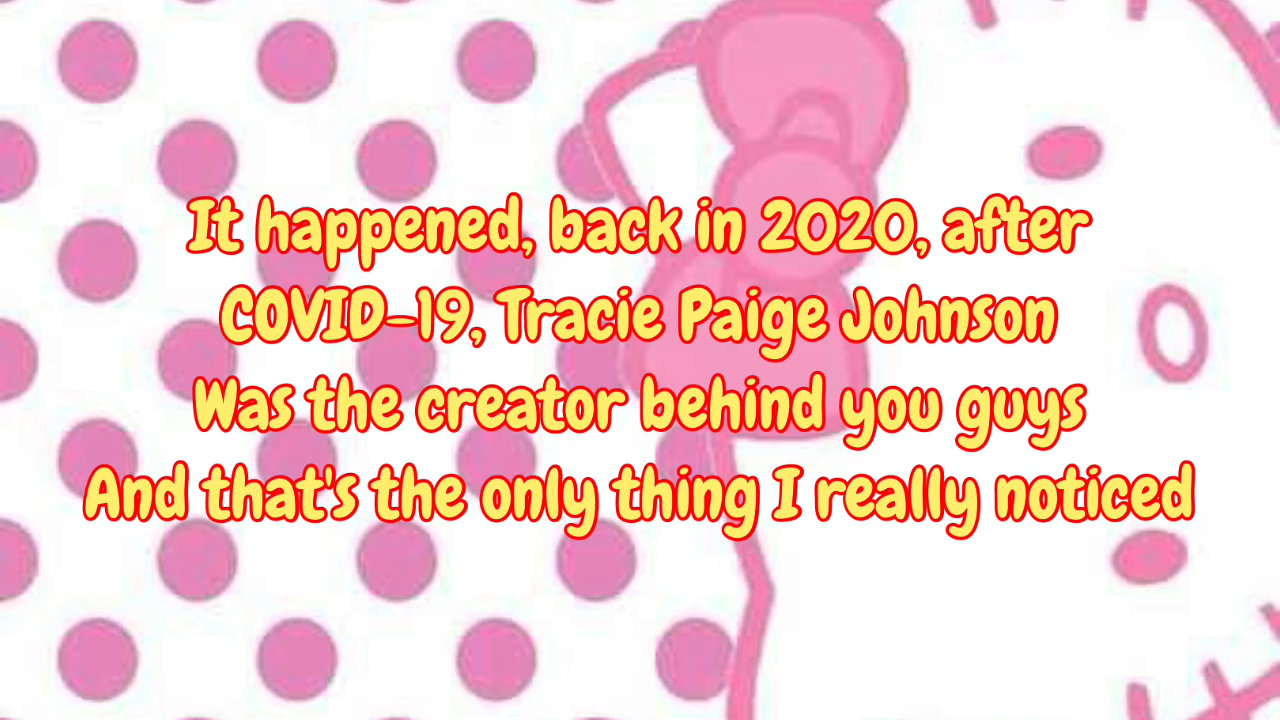 It happened, back in 2020, after
COVID-19, Tracie Paige Johnson
Was the creator behind you guys
And that's the only thing I really noticed